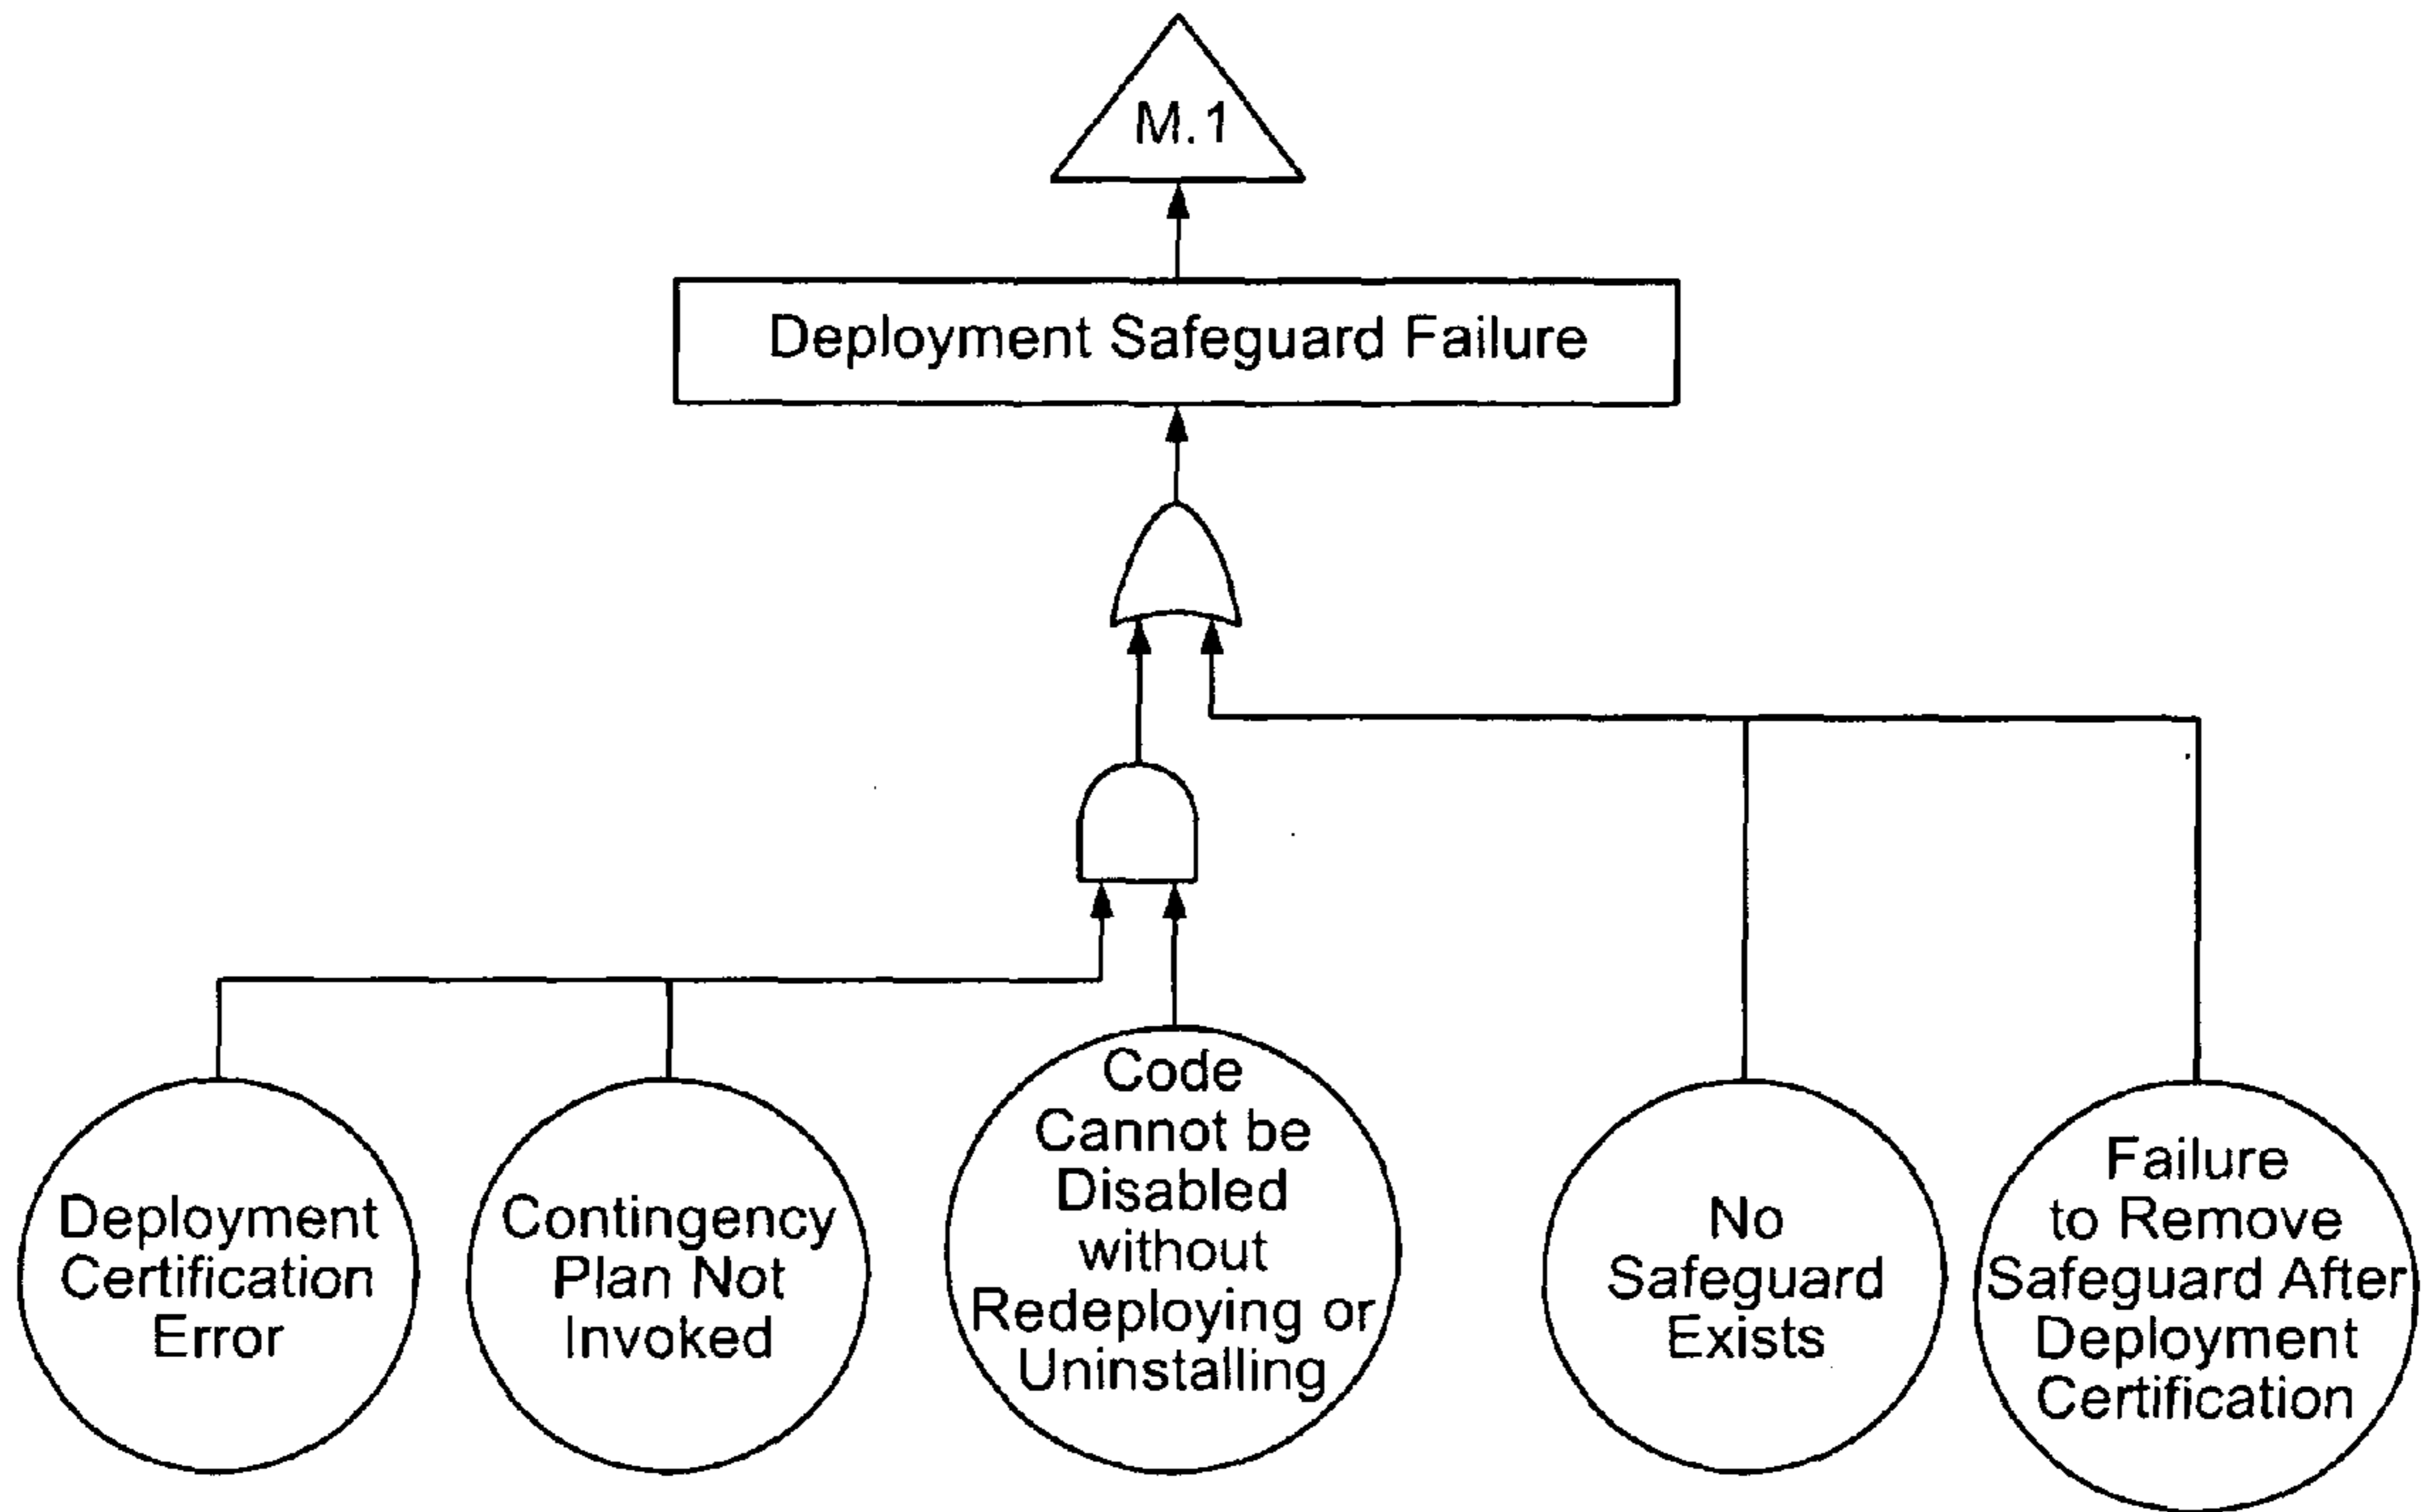 M.1
Deployment Safeguard Failure
Deployment
Certification
Error
Contingency
Plan Not
Invoked
Code
Cannot be
Disabled
without
Redeploying or
Uninstalling
No
Safeguard
Exists
Failure
to Remove
Safeguard After
Deployment
Certification